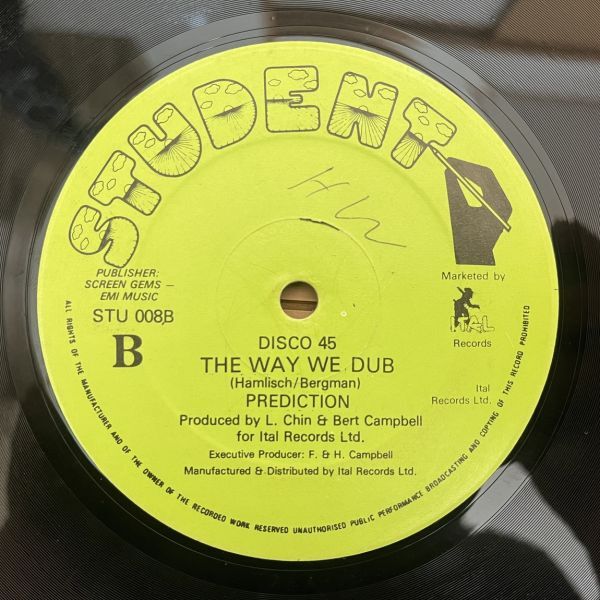 STUDENT
HW
PUBLISHER:
SCREEN GEMS –
EMI MUSIC
STU 008B
B
Marketed by
ITAL
Records
Ital
Records Ltd.
DISCO 45
THE WAY WE DUB
(Hamlisch/Bergman)
PREDICTION
Produced by L. Chin & Bert Campbell
for Ital Records Ltd.
Executive Producer: F. & H. Campbell
Manufactured & Distributed by Ital Records Ltd.
ALL RIGHTS OF THE MANUFACTURER AND OF THE OWNER OF THE RECORDED WORK RESERVED UNAUTHORISED PUBLIC PERFORMANCE BROADCASTING AND COPYING OF THIS RECORD PROHIBITED